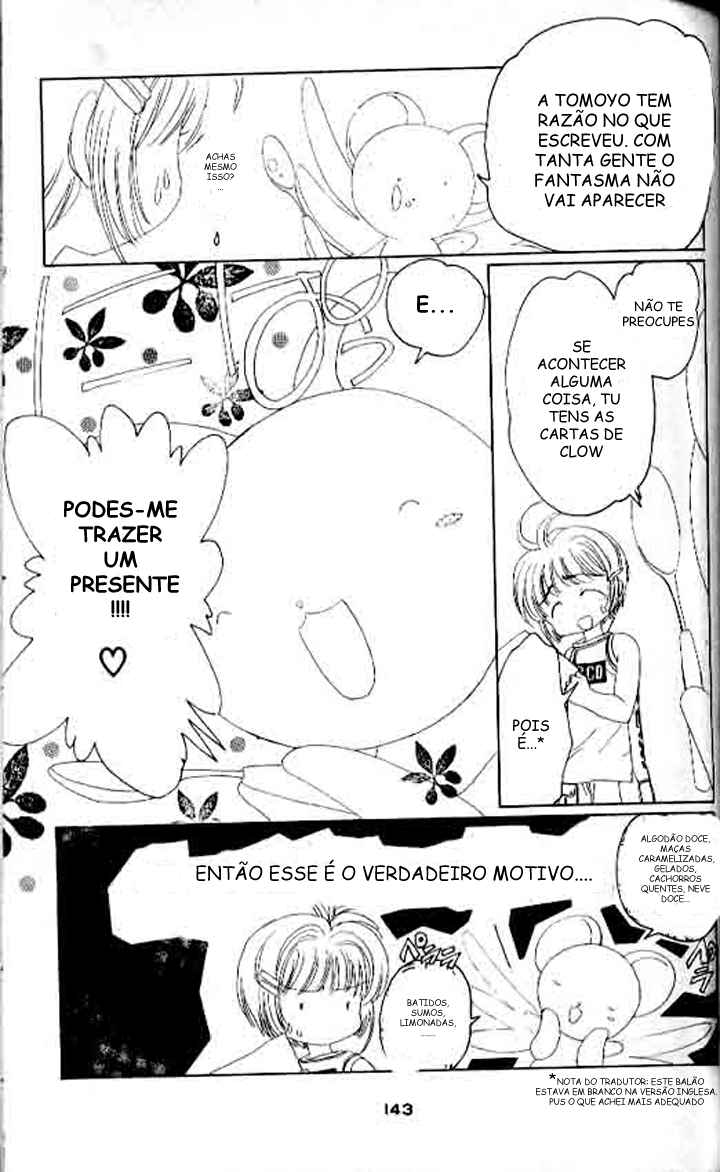 A TOMOYO TEM
RAZÃO NO QUE
ESCREVEU. COM
TANTA GENTE O
FANTASMA NÃO
VAI APARECER
ACHAS
MESMO
ISSO?
...
NÃO TE
PREOCUPES
SE
ACONTECER
ALGUMA
COISA, TU
TENS AS
CARTAS DE
CLOW
POIS
É...*
E...
PODES-ME
TRAZER
UM
PRESENTE
!!!!
♡
ALGODÃO DOCE,
MAÇAS
CARAMELIZADAS,
GELADOS,
CACHORROS
QUENTES, NEVE
DOCE...
ENTÃO ESSE É O VERDADEIRO MOTIVO....
BATIDOS,
SUMOS,
LIMONADAS,
......
*NOTA DO TRADUTOR: ESTE BALÃO
ESTAVA EM BRANCO NA VERSÃO INGLESA.
PUS O QUE ACHEI MAIS ADEQUADO
143